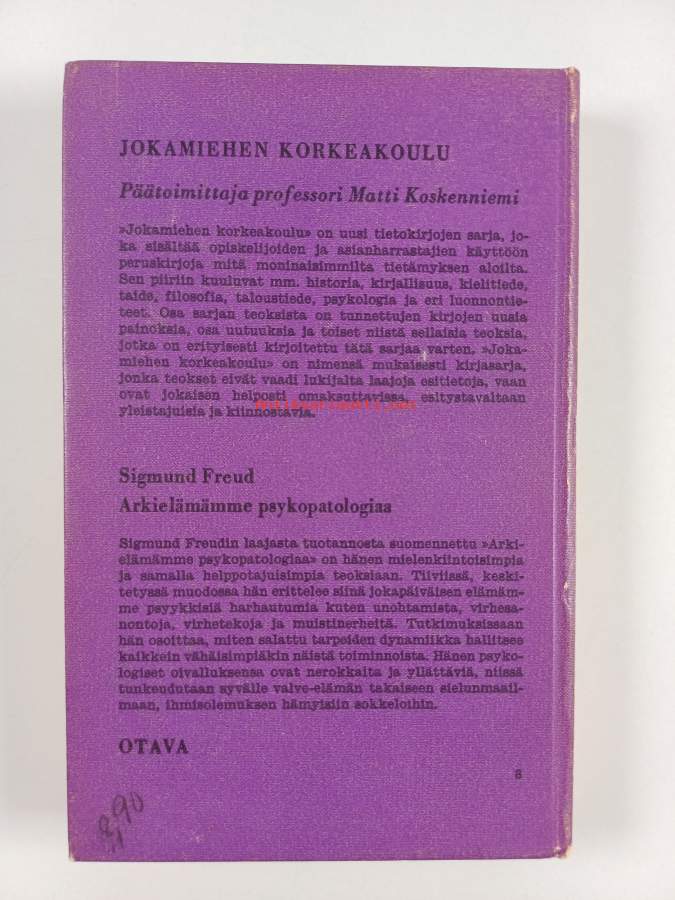 JOKAMIEHEN KORKEAKOULU
Päätoimittaja professori Matti Koskenniemi
»Jokamiehen korkeakoulu» on uusi tietokirjojen sarja, jo-
ka sisältää opiskelijoiden ja asianharrastajien käyttöön
peruskirjoja mitä moninaisimmilta tietämyksen aloilta.
Sen piiriin kuuluvat mm. historia, kirjallisuus, kielitiede,
taide, filosofia, taloustiede, psykologia ja eri luonnontie-
teet. Osa sarjan teoksista on tunnettujen kirjojen uusia
painoksia, osa uutuuksia ja toiset niistä sellaisia teoksia,
jotka on erityisesti kirjoitettu tätä sarjaa varten. »Joka-
miehen korkeakoulu» on nimensä mukaisesti kirjasarja,
jonka teokset eivät vaadi lukijalta laajoja esitietoja, vaan
ovat jokaisen helposti omaksuttavissa, esitystavaltaan
yleistajuisia ja kiinnostavia.
Sigmund Freud
Arkielämämme psykopatologiaa
Sigmund Freudin laajasta tuotannosta suomennettu »Arki-
elämämme psykopatologiaa» on hänen mielenkiintoisimpia
ja samalla helppotajuisimpia teoksiaan. Tiiviissä, keski-
tetyssä muodossa hän erittelee siinä jokapäiväisen elämäm-
me psyykkisiä harhautumia kuten unohtamista, virhesa-
nontoja, virhetekoja ja muistinerheitä. Tutkimuksissaan
hän osoittaa, miten salattu tarpeiden dynamiikka hallitsee
kaikkein vähäisimpiäkin näistä toiminnoista. Hänen psyko-
logiset oivalluksensa ovat nerokkaita ja yllättäviä, niissä
tunkeudutaan syvälle valve-elämän takaiseen sielunmaail-
maan, ihmisolemuksen hämyisiin sokkeloihin.
OTAVA
8